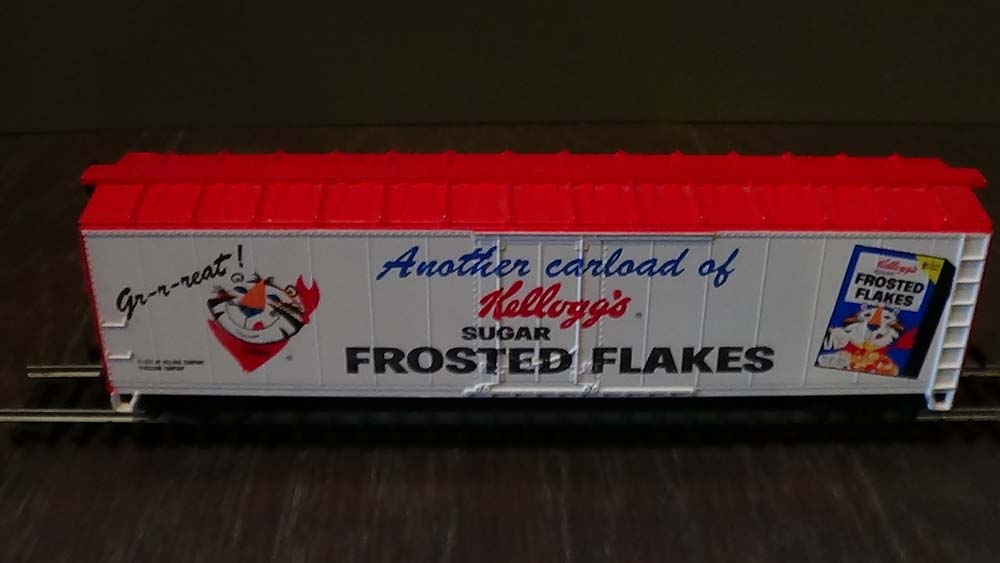 Gr-r-reat!
Another carload of
Kellogg's
SUGAR
FROSTED FLAKES
Kellogg's
FROSTED
FLAKES